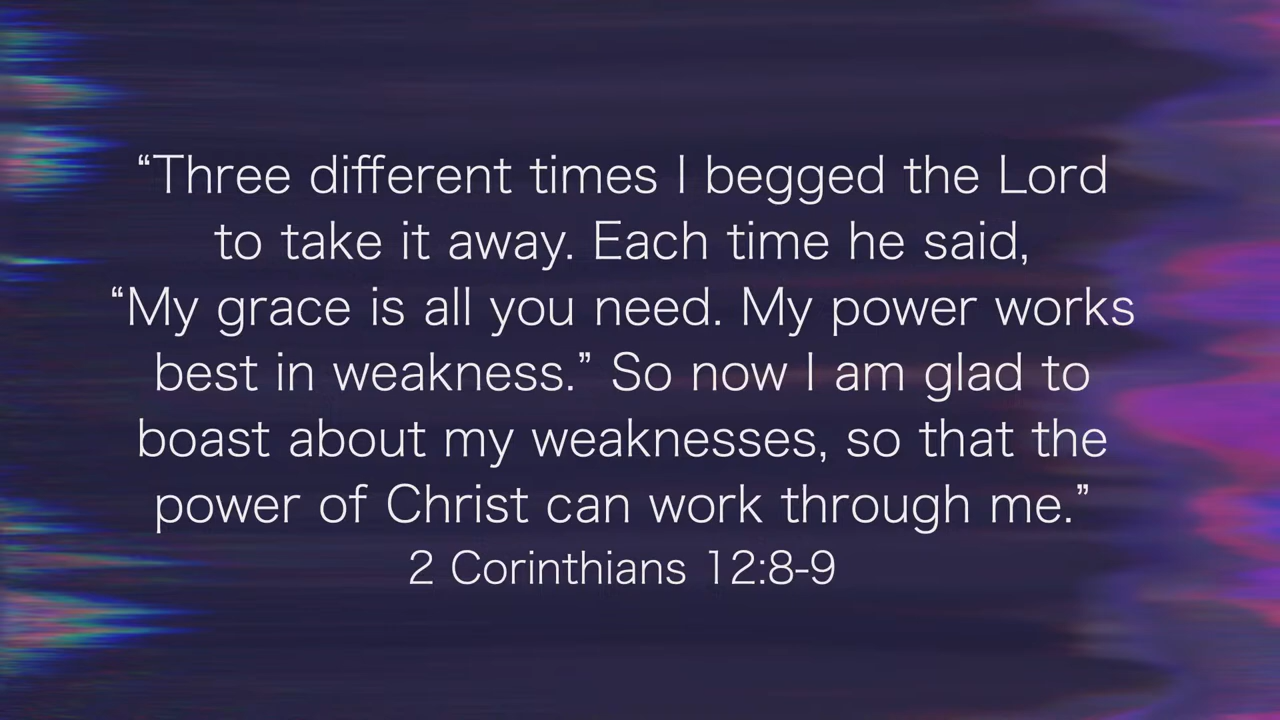 “Three different times I begged the Lord
to take it away. Each time he said,
“My grace is all you need. My power works
best in weakness.” So now I am glad to
boast about my weaknesses, so that the
power of Christ can work through me.”
2 Corinthians 12:8-9